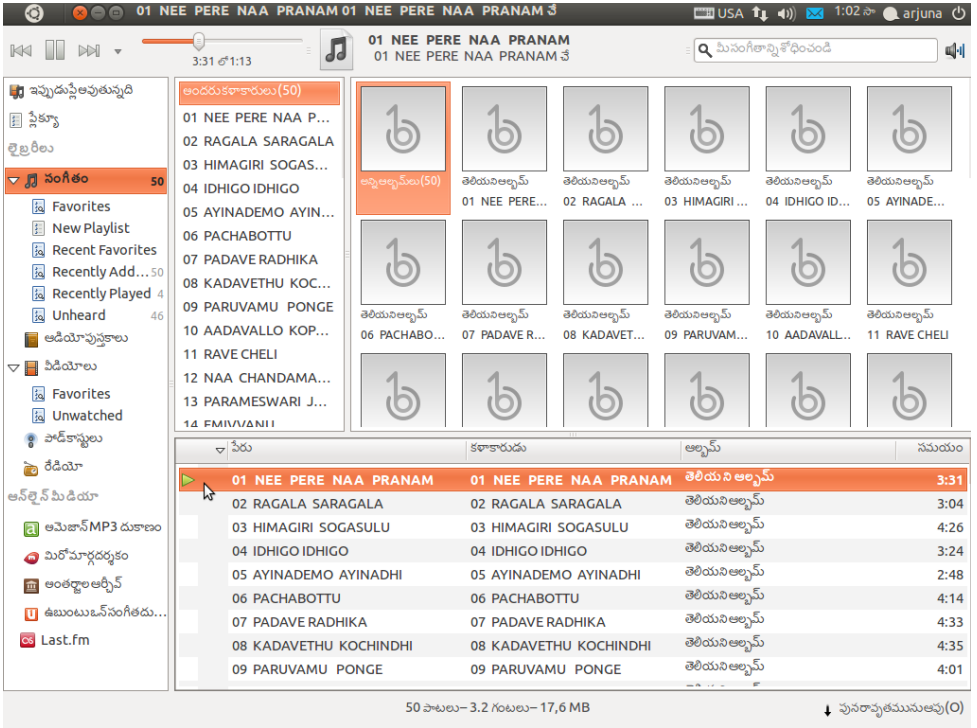 01 NEE PERE NAA PRANAM 01 NEE PERE NAA PRANAM చే
USA 1:02 సా arjuna
3:31 లో 1:13
01 NEE PERE NAA PRANAM
01 NEE PERE NAA PRANAM చే
మీసంగీతాన్నిశోధించండి
ఇప్పుడుప్లేఅవుతున్నది
ప్లేక్యూ
లైబ్రరీలు
సంగీతం 50
Favorites
New Playlist
Recent Favorites
Recently Add... 50
Recently Played 4
Unheard 46
ఆడియోపుస్తకాలు
వీడియోలు
Favorites
Unwatched
పాడ్‌కాస్టులు
రేడియో
ఆన్‌లైన్ మీడియా
అమెజాన్ MP3 దుకాణం
మిరోమార్గదర్శకం
అంతర్జాలఆర్చీవ్
ఉబుంటుఒన్‌సంగీతదు...
Last.fm
అందరుకళాకారులు(50)
01 NEE PERE NAA P...
02 RAGALA SARAGALA
03 HIMAGIRI SOGAS...
04 IDHIGO IDHIGO
05 AYINADEMO AYIN...
06 PACHABOTTU
07 PADAVE RADHIKA
08 KADAVETHU KOC...
09 PARUVAMU PONGE
10 AADAVALLO KOP...
11 RAVE CHELI
12 NAA CHANDAMA...
13 PARAMESWARI J...
14 EMIVVANU
అన్నిఆల్బమ్‌లు(50)
తెలియనిఆల్బమ్
01 NEE PERE...
తెలియనిఆల్బమ్
02 RAGALA ...
తెలియనిఆల్బమ్
03 HIMAGIRI ...
తెలియనిఆల్బమ్
04 IDHIGO ID...
తెలియనిఆల్బమ్
05 AYINADE...
తెలియనిఆల్బమ్
06 PACHABO...
తెలియనిఆల్బమ్
07 PADAVE R...
తెలియనిఆల్బమ్
08 KADAVET...
తెలియనిఆల్బమ్
09 PARUVAM...
తెలియనిఆల్బమ్
10 AADAVALL...
తెలియనిఆల్బమ్
11 RAVE CHELI
పేరు కళాకారుడు ఆల్బమ్ సమయం
01 NEE PERE NAA PRANAM 01 NEE PERE NAA PRANAM తెలియని ఆల్బమ్ 3:31
02 RAGALA SARAGALA 02 RAGALA SARAGALA తెలియనిఆల్బమ్ 3:04
03 HIMAGIRI SOGASULU 03 HIMAGIRI SOGASULU తెలియనిఆల్బమ్ 4:26
04 IDHIGO IDHIGO 04 IDHIGO IDHIGO తెలియనిఆల్బమ్ 3:24
05 AYINADEMO AYINADHI 05 AYINADEMO AYINADHI తెలియనిఆల్బమ్ 2:48
06 PACHABOTTU 06 PACHABOTTU తెలియనిఆల్బమ్ 4:14
07 PADAVE RADHIKA 07 PADAVE RADHIKA తెలియనిఆల్బమ్ 4:33
08 KADAVETHU KOCHINDHI 08 KADAVETHU KOCHINDHI తెలియనిఆల్బమ్ 4:35
09 PARUVAMU PONGE 09 PARUVAMU PONGE తెలియనిఆల్బమ్ 4:01
50 పాటలు– 3.2 గంటలు– 17,6 MB
పునరావృతమునుఆపు(O)